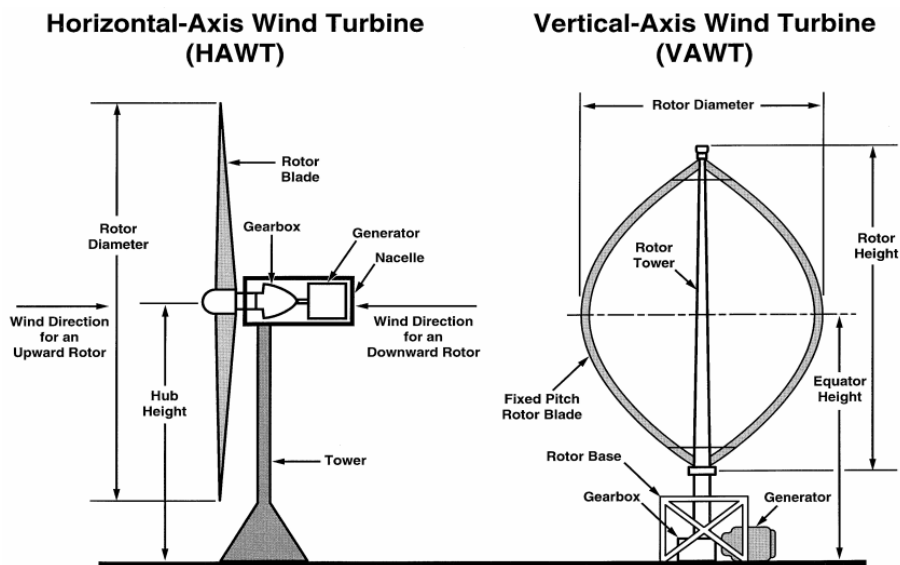 Horizontal-Axis Wind Turbine
(HAWT)
Rotor
Blade
Rotor
Diameter
Gearbox
Generator
Nacelle
Wind Direction
for an
Upward Rotor
Wind Direction
for an
Downward Rotor
Hub
Height
Tower
Vertical-Axis Wind Turbine
(VAWT)
Rotor Diameter
Rotor
Tower
Rotor
Height
Fixed Pitch
Rotor Blade
Equator
Height
Rotor Base
Gearbox
Generator